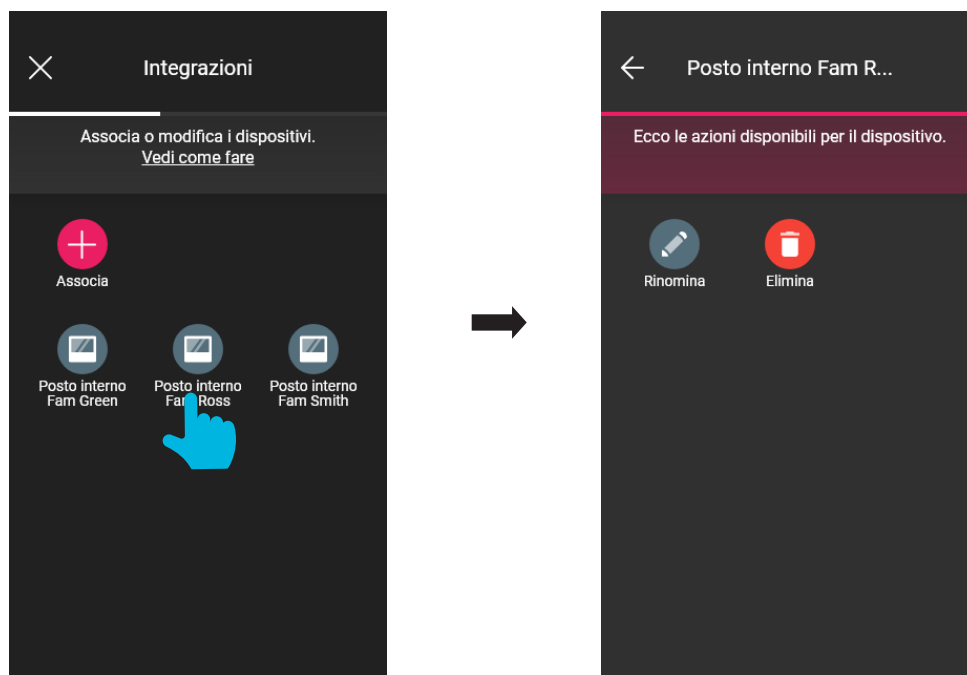 Integrazioni
Associa o modifica i dispositivi.
Vedi come fare
Associa
Posto interno
Fam Green
Posto interno
Fam Ross
Posto interno
Fam Smith
Posto interno Fam R...
Ecco le azioni disponibili per il dispositivo.
Rinomina
Elimina